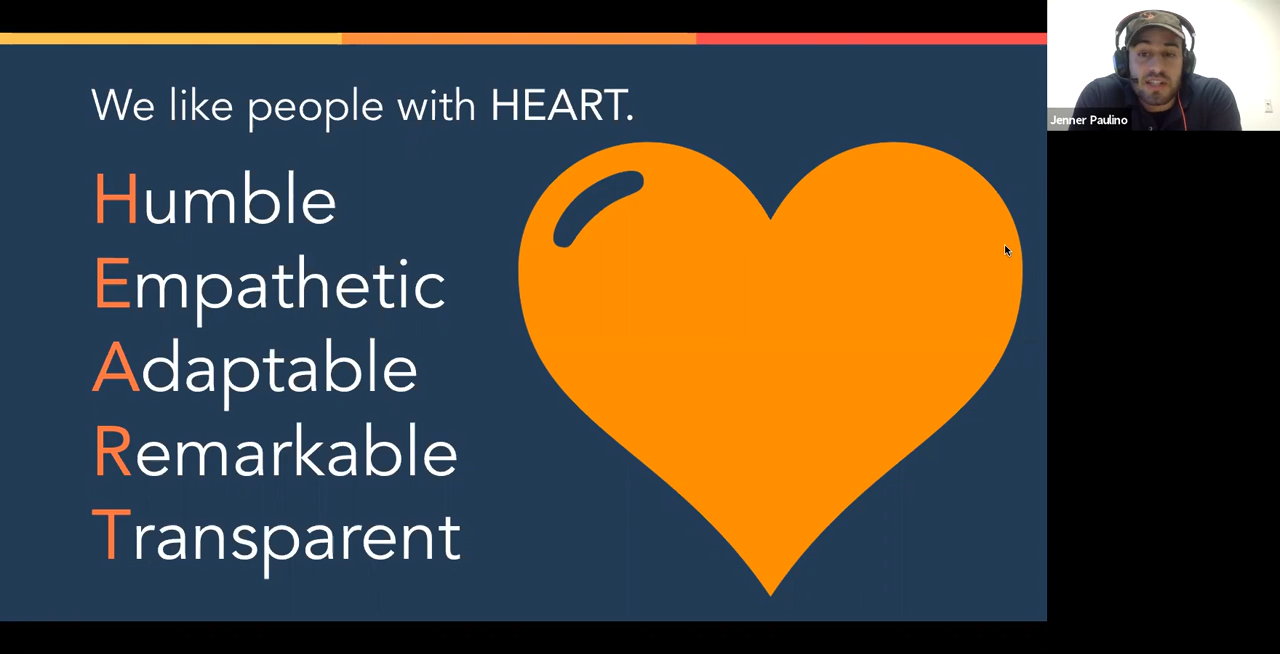 We like people with HEART.
Humble
Empathetic
Adaptable
Remarkable
Transparent
Jenner Paulino